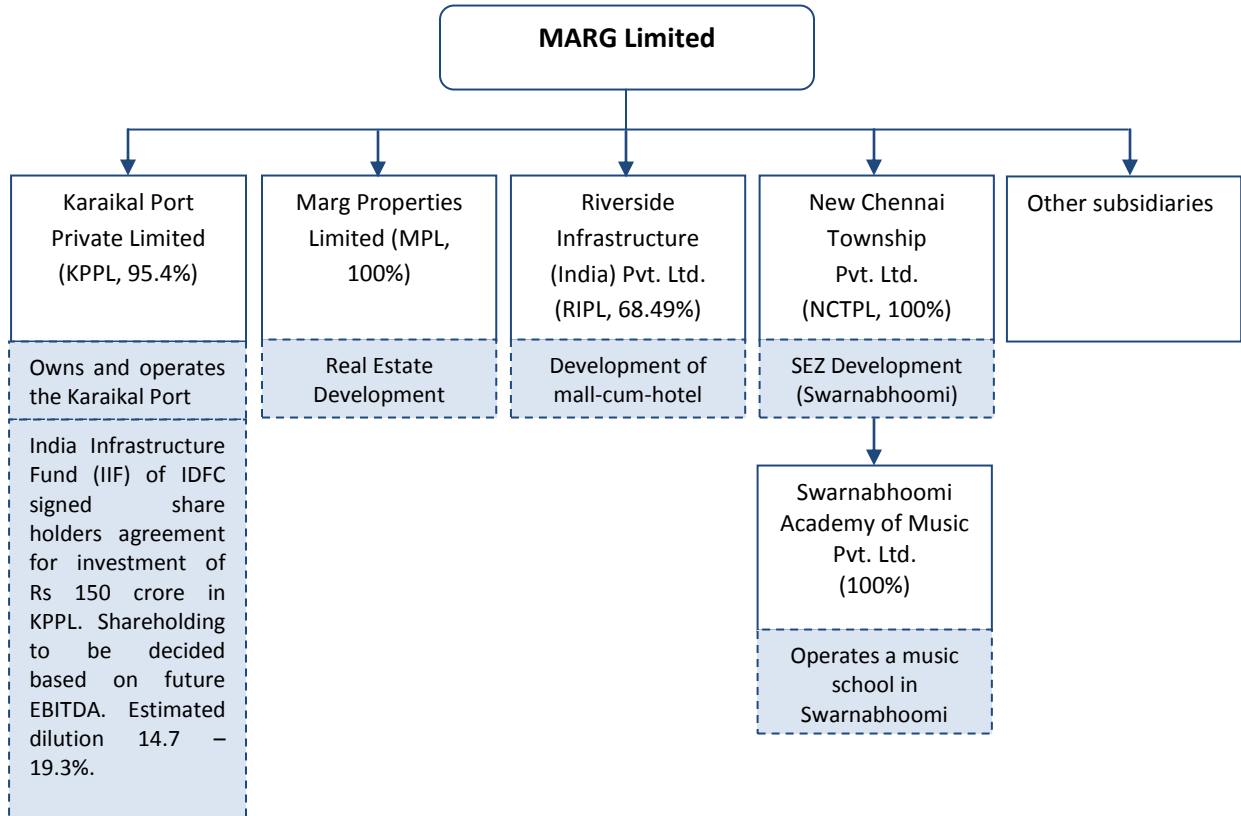 MARG Limited
Karaikal Port
Private Limited
(KPPL, 95.4%)
Owns and operates
the Karaikal Port
India Infrastructure
Fund (IIF) of IDFC
signed share
holders agreement
for investment of
Rs 150 crore in
KPPL. Shareholding
to be decided
based on future
EBITDA. Estimated
dilution 14.7 –
19.3%.
Marg Properties
Limited (MPL,
100%)
Real Estate
Development
Riverside
Infrastructure
(India) Pvt. Ltd.
(RIPL, 68.49%)
Development of
mall-cum-hotel
New Chennai
Township
Pvt. Ltd.
(NCTPL, 100%)
SEZ Development
(Swarnabhoomi)
Swarnabhoomi
Academy of Music
Pvt. Ltd.
(100%)
Operates a music
school in
Swarnabhoomi
Other subsidiaries